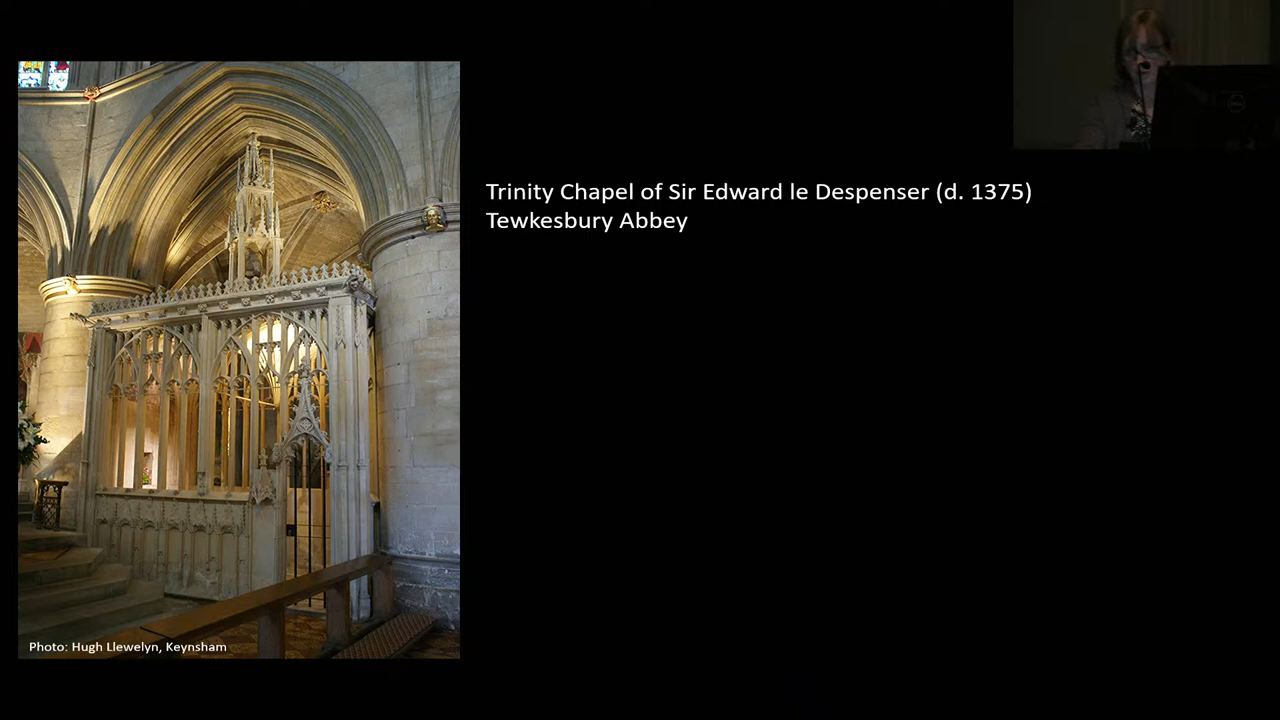 Trinity Chapel of Sir Edward le Despenser (d. 1375)
Tewkesbury Abbey
Photo: Hugh Llewelyn, Keynsham